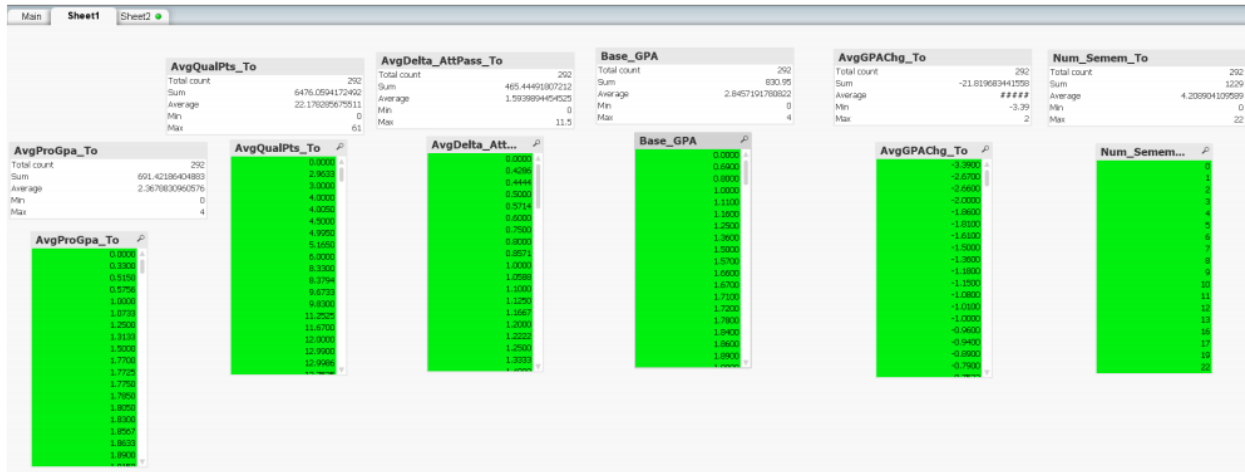 Main Sheet1 Sheet2
AvgQualPts_To
Total count 292
Sum 6476.0594172492
Average 22.178285675511
Min 0
Max 61
AvgDelta_AttPass_To
Total count 292
Sum 465.44491807212
Average 1.5939894454525
Min 0
Max 11.5
Base_GPA
Total count 292
Sum 830.95
Average 2.8457191780822
Min 0
Max 4
AvgGPAChg_To
Total count 292
Sum -21.819683441558
Average #####
Min -3.39
Max 2
Num_Semem_To
Total count 292
Sum 1229
Average 4.208904109589
Min 0
Max 22
AvgProGpa_To
Total count 292
Sum 691.42186404883
Average 2.3678830960576
Min 0
Max 4
AvgProGpa_To
0.0000
0.3300
0.5150
0.5756
1.0000
1.0733
1.2500
1.3133
1.5000
1.7700
1.7725
1.7750
1.7850
1.8050
1.8300
1.8567
1.8633
1.8900
AvgQualPts_To
0.0000
2.9633
3.0000
4.0000
4.0050
4.5000
4.9950
5.1650
6.0000
8.3300
8.3794
9.6733
9.8300
11.2525
11.6700
12.0000
12.9900
12.9986
AvgDelta_Att...
0.0000
0.4286
0.4444
0.5000
0.5714
0.6000
0.7500
0.8000
0.8571
1.0000
1.0588
1.1000
1.1250
1.1667
1.2000
1.2222
1.2500
1.3333
Base_GPA
0.0000
0.6900
0.8000
1.0000
1.1100
1.1600
1.2500
1.3600
1.5000
1.5700
1.6600
1.6700
1.7100
1.7200
1.7800
1.8400
1.8600
1.8900
AvgGPAChg_To
-3.3900
-2.6700
-2.6600
-2.0000
-1.8600
-1.8100
-1.6100
-1.5000
-1.3600
-1.1800
-1.1500
-1.0800
-1.0100
-1.0000
-0.9600
-0.9400
-0.8900
-0.7900
Num_Semem...
0
1
2
3
4
5
6
7
8
9
10
11
12
13
16
17
19
22